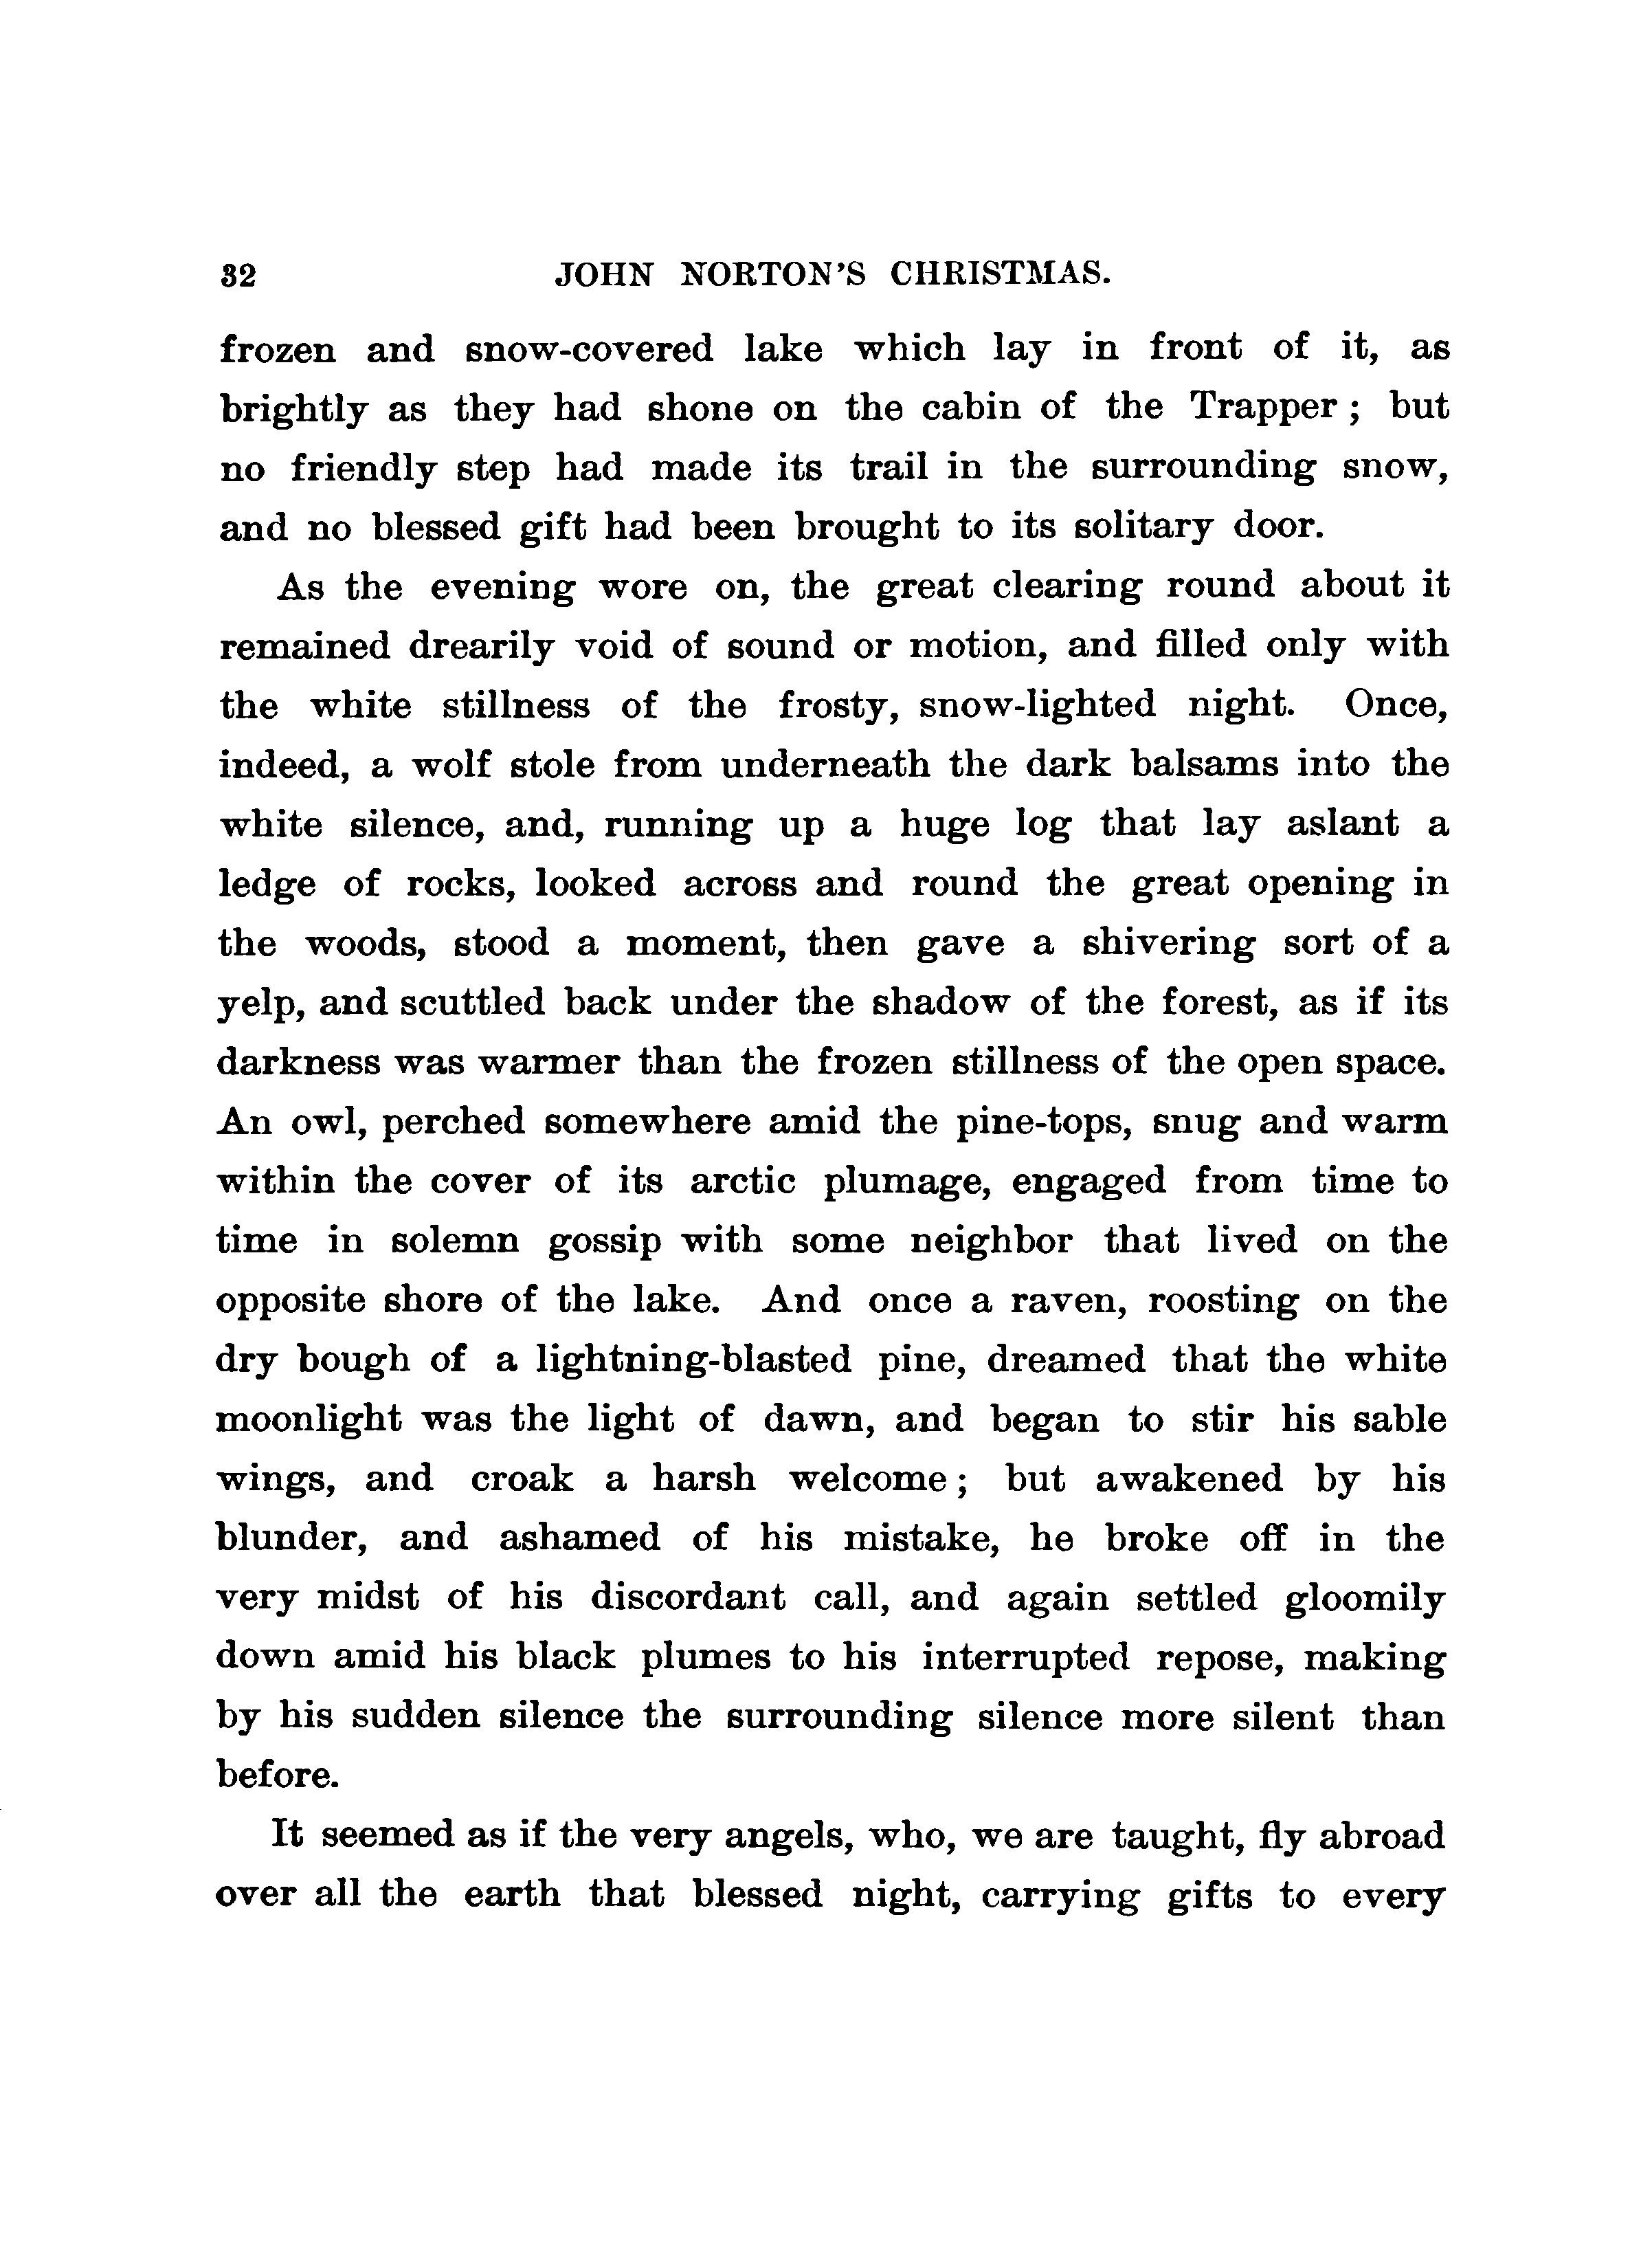 32 JOHN NORTON'S CHRISTMAS.
frozen and snow-covered lake which lay in front of it, as
brightly as they had shone on the cabin of the Trapper; but
no friendly step had made its trail in the surrounding snow,
and no blessed gift had been brought to its solitary door.
As the evening wore on, the great clearing round about it
remained drearily void of sound or motion, and filled only with
the white stillness of the frosty, snow-lighted night. Once,
indeed, a wolf stole from underneath the dark balsams into the
white silence, and, running up a huge log that lay aslant a
ledge of rocks, looked across and round the great opening in
the woods, stood a moment, then gave a shivering sort of a
yelp, and scuttled back under the shadow of the forest, as if its
darkness was warmer than the frozen stillness of the open space.
An owl, perched somewhere amid the pine-tops, snug and warm
within the cover of its arctic plumage, engaged from time to
time in solemn gossip with some neighbor that lived on the
opposite shore of the lake. And once a raven, roosting on the
dry bough of a lightning-blasted pine, dreamed that the white
moonlight was the light of dawn, and began to stir his sable
wings, and croak a harsh welcome; but awakened by his
blunder, and ashamed of his mistake, he broke off in the
very midst of his discordant call, and again settled gloomily
down amid his black plumes to his interrupted repose, making
by his sudden silence the surrounding silence more silent than
before.
It seemed as if the very angels, who, we are taught, fly abroad
over all the earth that blessed night, carrying gifts to every